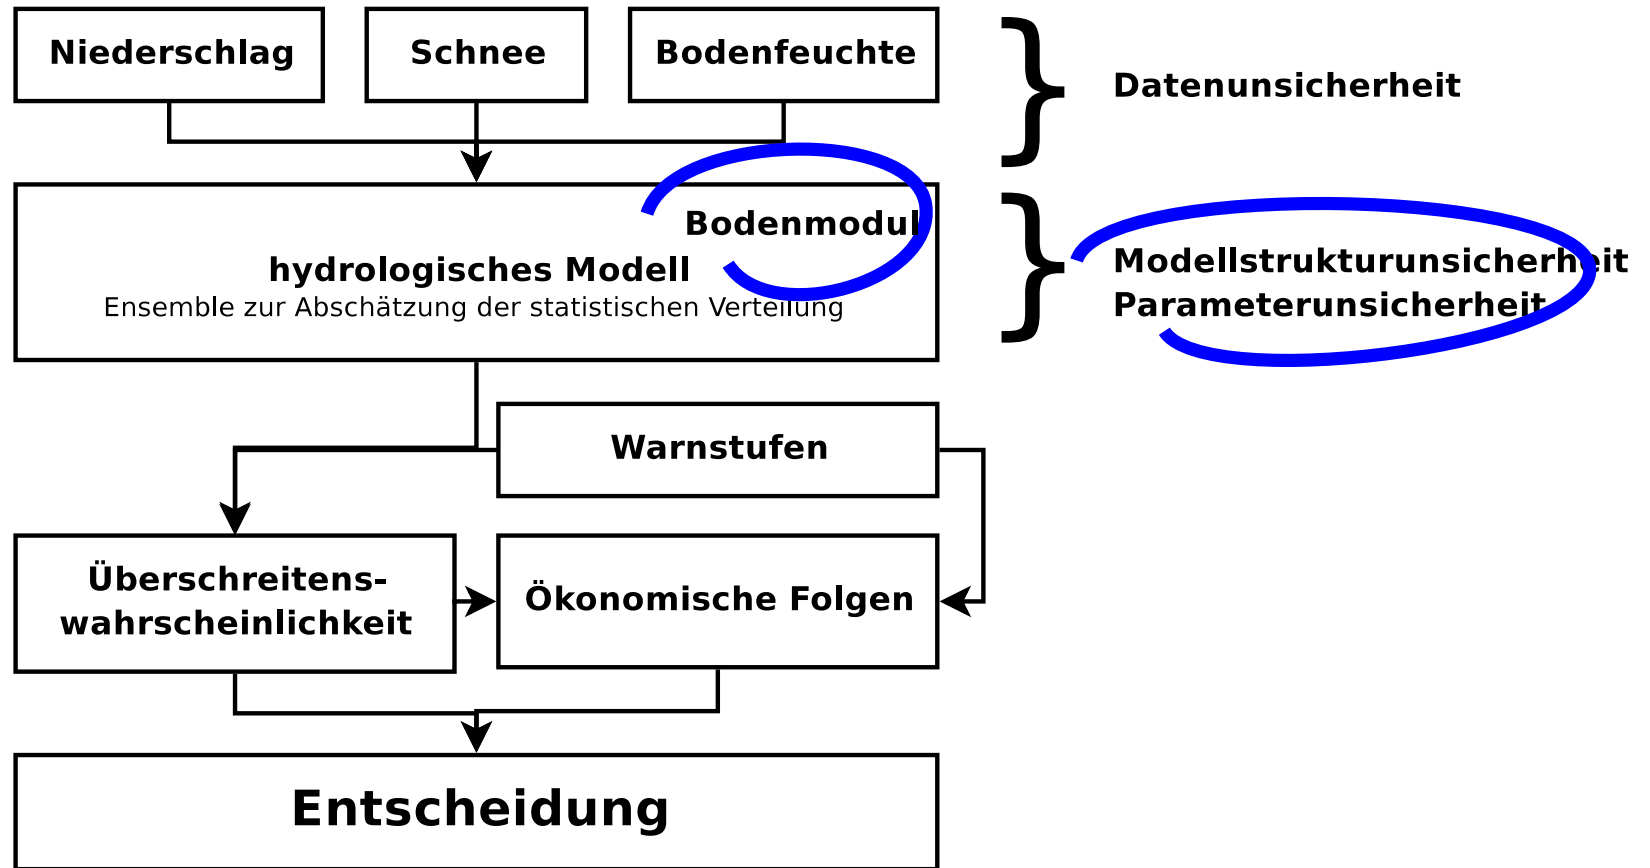 Niederschlag
Schnee
Bodenfeuchte
Datenunsicherheit
Bodenmodul
hydrologisches Modell
Ensemble zur Abschätzung der statistischen Verteilung
Modellstrukturunsicherheit
Parameterunsicherheit
Warnstufen
Überschreitens-
wahrscheinlichkeit
Ökonomische Folgen
Entscheidung